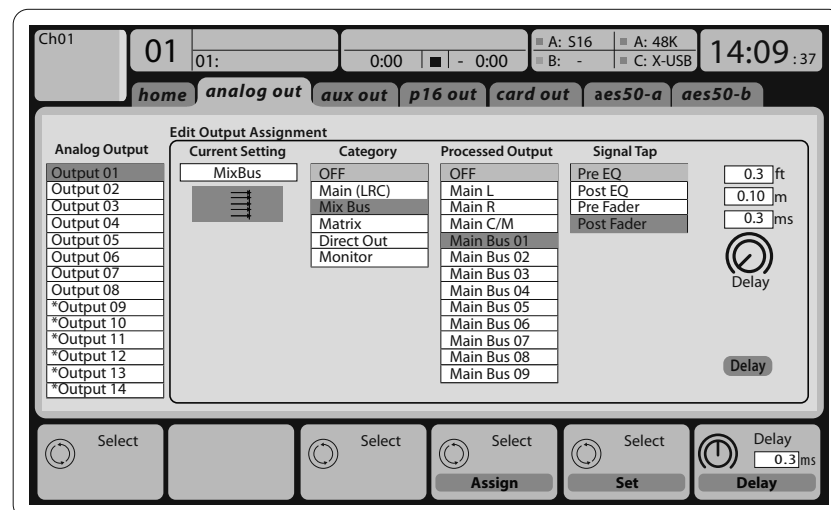 Ch01
01
01:
0:00
- 0:00
A: S16
A: 48K
B: -
C: X-USB
14:09 :37
home
analog out
aux out
p16 out
card out
aes50-a
aes50-b
Edit Output Assignment
Analog Output
Current Setting
Category
Processed Output
Signal Tap
Output 01
Output 02
Output 03
Output 04
Output 05
Output 06
Output 07
Output 08
*Output 09
*Output 10
*Output 11
*Output 12
*Output 13
*Output 14
MixBus
OFF
Main (LRC)
Mix Bus
Matrix
Direct Out
Monitor
OFF
Main L
Main R
Main C/M
Main Bus 01
Main Bus 02
Main Bus 03
Main Bus 04
Main Bus 05
Main Bus 06
Main Bus 07
Main Bus 08
Main Bus 09
Pre EQ
Post EQ
Pre Fader
Post Fader
0.3 ft
0.10 m
0.3 ms
Delay
Delay
Select
Select
Select
Assign
Select
Set
Delay
0.3 ms
Delay